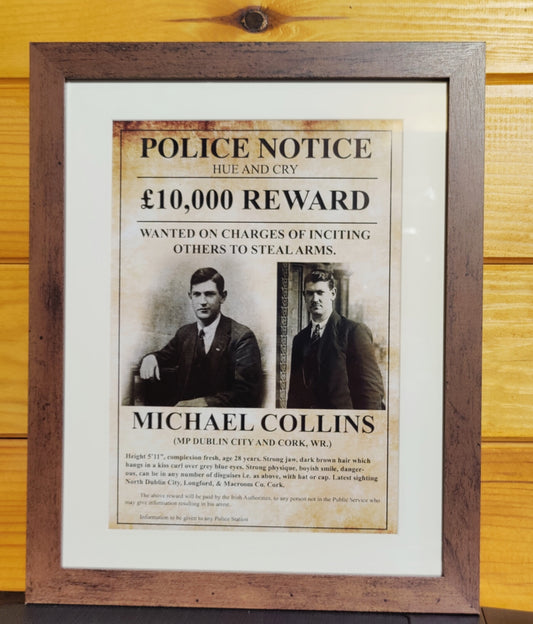 POLICE NOTICE
HUE AND CRY
£10,000 REWARD
WANTED ON CHARGES OF INCITING
OTHERS TO STEAL ARMS.
MICHAEL COLLINS
(MP DUBLIN CITY AND CORK, WR.)
Height 5'11", complexion fresh, age 28 years. Strong jaw, dark brown hair which
hangs in a kiss curl over grey blue eyes. Strong physique, boyish smile, danger-
ous, can lie in any number of disguises i.e. as above, with hat or cap. Latest sighting
North Dublin City, Longford, & Macroom Co. Cork.
The above reward will be paid by the Irish Authorities, to any person not in the Public Service who
may give information resulting in his arrest.
Information to be given to any Police Station